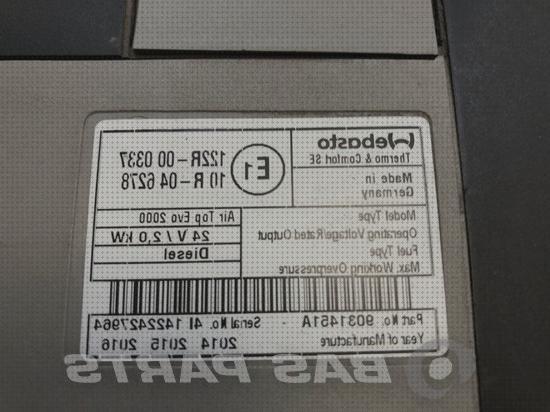 Webasto
Thermo & Comfort SE
Made in
Germany
E1
122R-00 0337
10 R-04 6278
Model Type Air Top Evo 2000
Operating Voltage/Rated Output 24 V / 2,0 kW
Fuel Type Diesel
Max. Working Overpressure
Part No. 9031451A - Serial No. 4I 1422427964
Year of Manufacture 2014 2015 2016
BAS PARTS